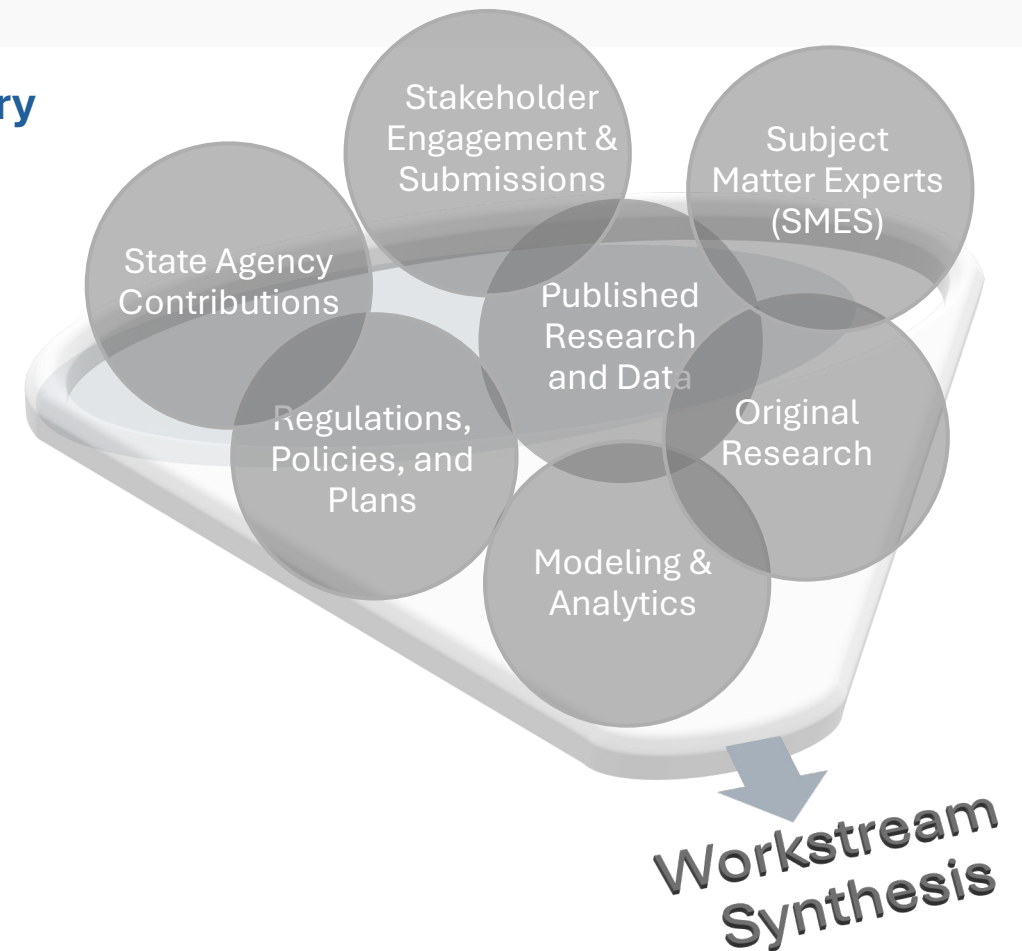 ry
Stakeholder
Engagement &
Submissions
Subject
Matter Experts
(SMES)
State Agency
Contributions
Published
Research
and Data
Regulations,
Policies, and
Plans
Original
Research
Modeling &
Analytics
Workstream
Synthesis